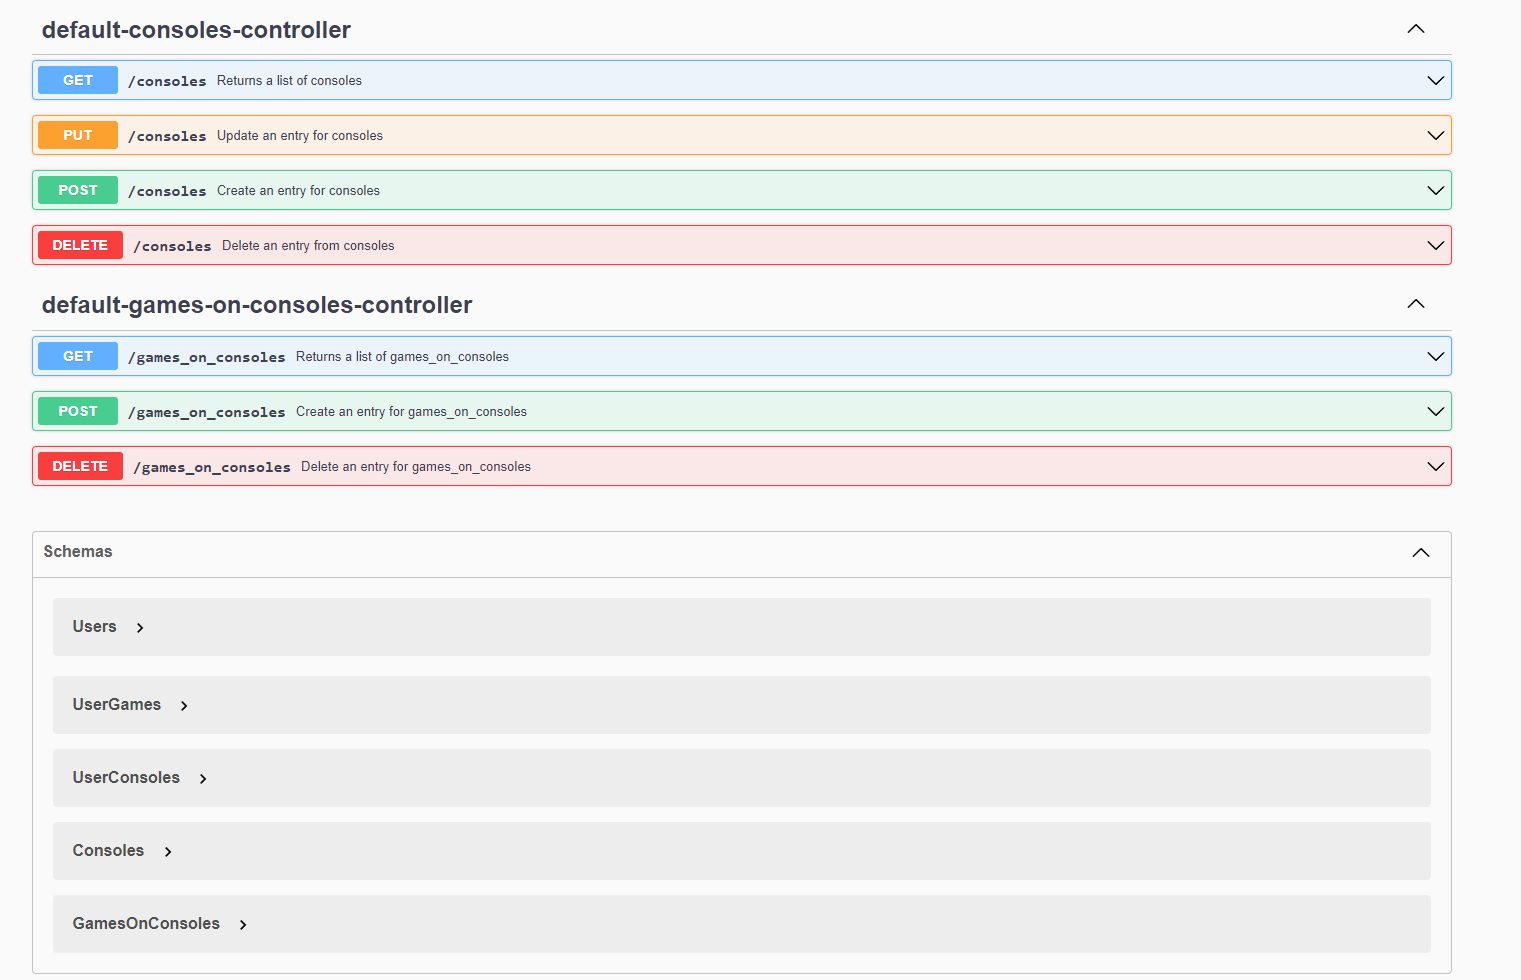 default-consoles-controller
GET /consoles Returns a list of consoles
PUT /consoles Update an entry for consoles
POST /consoles Create an entry for consoles
DELETE /consoles Delete an entry from consoles
default-games-on-consoles-controller
GET /games_on_consoles Returns a list of games_on_consoles
POST /games_on_consoles Create an entry for games_on_consoles
DELETE /games_on_consoles Delete an entry for games_on_consoles
Schemas
Users
UserGames
UserConsoles
Consoles
GamesOnConsoles